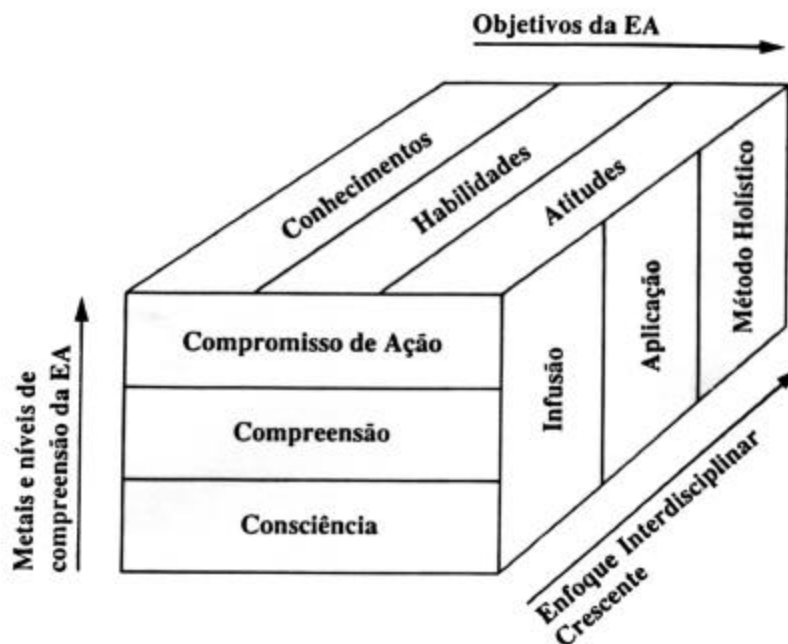 Objetivos da EA
Conhecimentos
Habilidades
Atitudes
Compromisso de Ação
Compreensão
Consciência
Infusão
Aplicação
Método Holístico
Metais e níveis de
compreensão da EA
Enfoque Interdisciplinar
Crescente